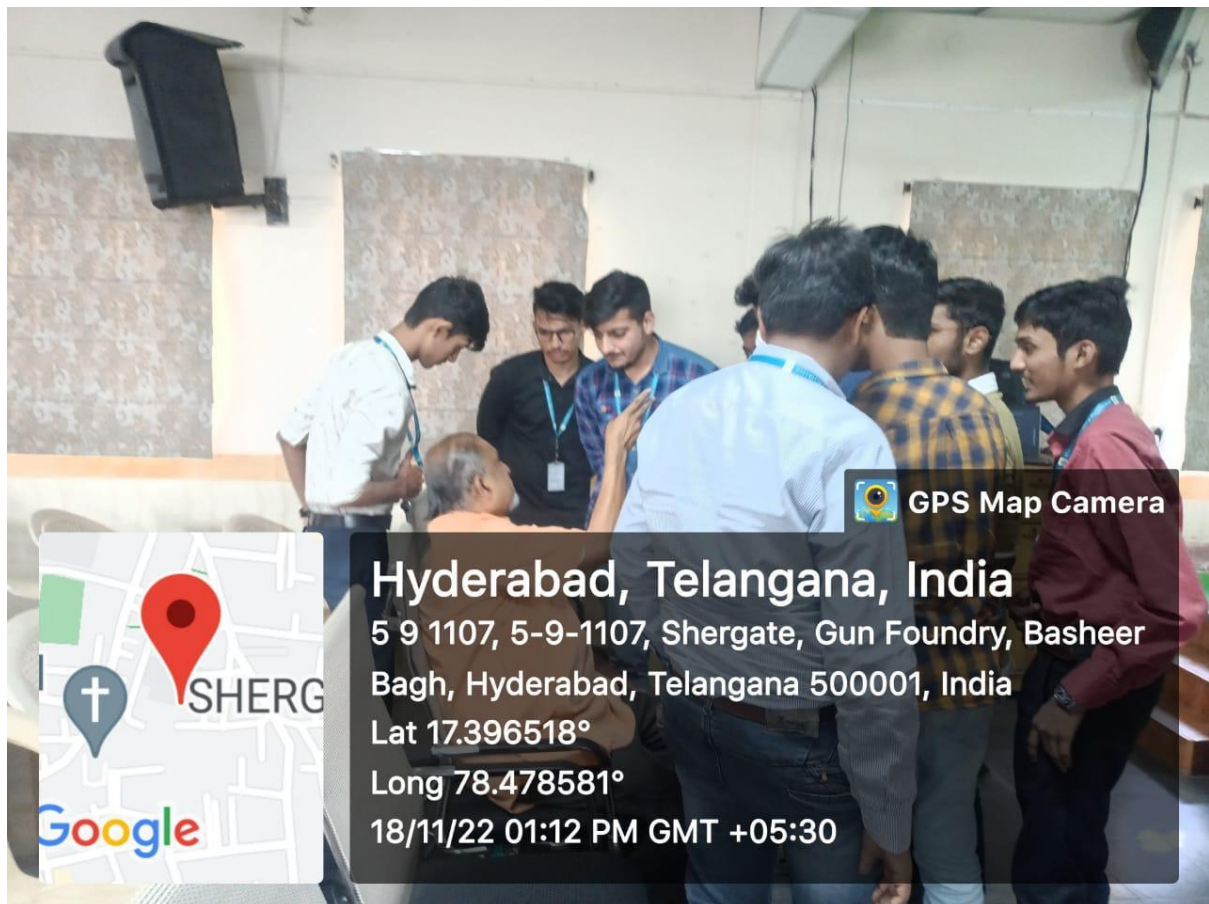 GPS Map Camera
Hyderabad, Telangana, India
5 9 1107, 5-9-1107, Shergate, Gun Foundry, Basheer
Bagh, Hyderabad, Telangana 500001, India
Lat 17.396518°
Long 78.478581°
18/11/22 01:12 PM GMT +05:30
SHERG
Google